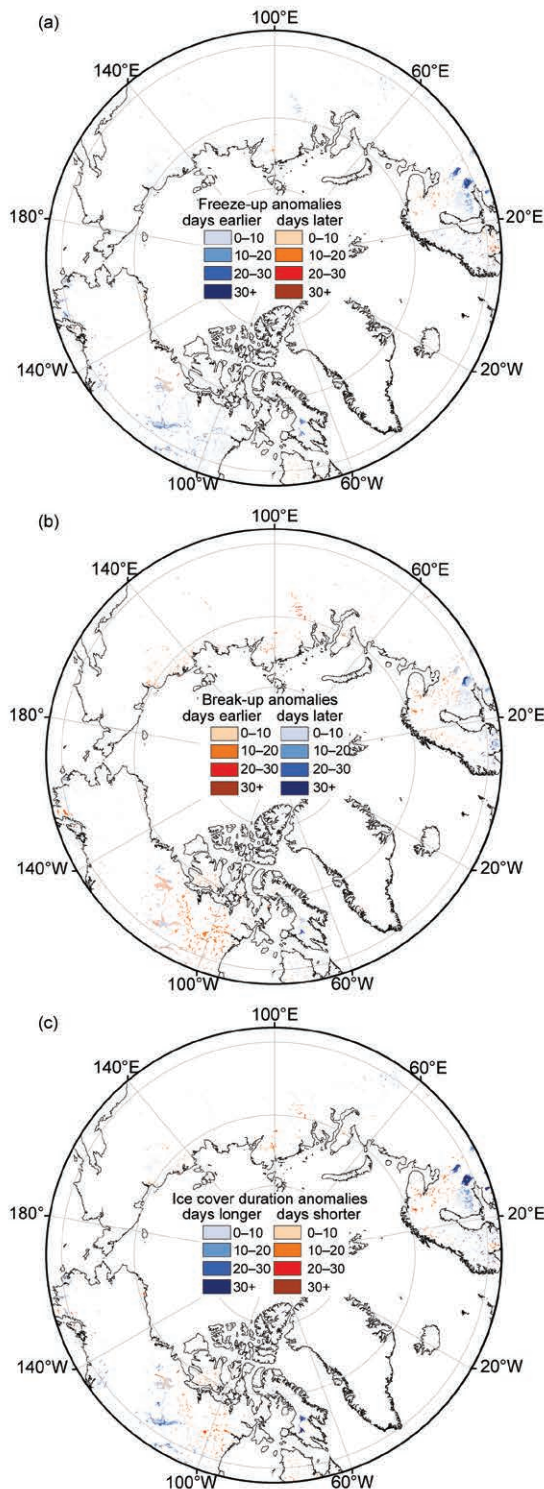 (a)
100°E
140°E
60°E
180°
20°E
Freeze-up anomalies
days earlier days later
0–10 0–10
10–20 10–20
20–30 20–30
30+ 30+
140°W
20°W
100°W
60°W
(b)
100°E
140°E
60°E
180°
20°E
Break-up anomalies
days earlier days later
0–10 0–10
10–20 10–20
20–30 20–30
30+ 30+
140°W
20°W
100°W
60°W
(c)
100°E
140°E
60°E
180°
20°E
Ice cover duration anomalies
days longer days shorter
0–10 0–10
10–20 10–20
20–30 20–30
30+ 30+
140°W
20°W
100°W
60°W